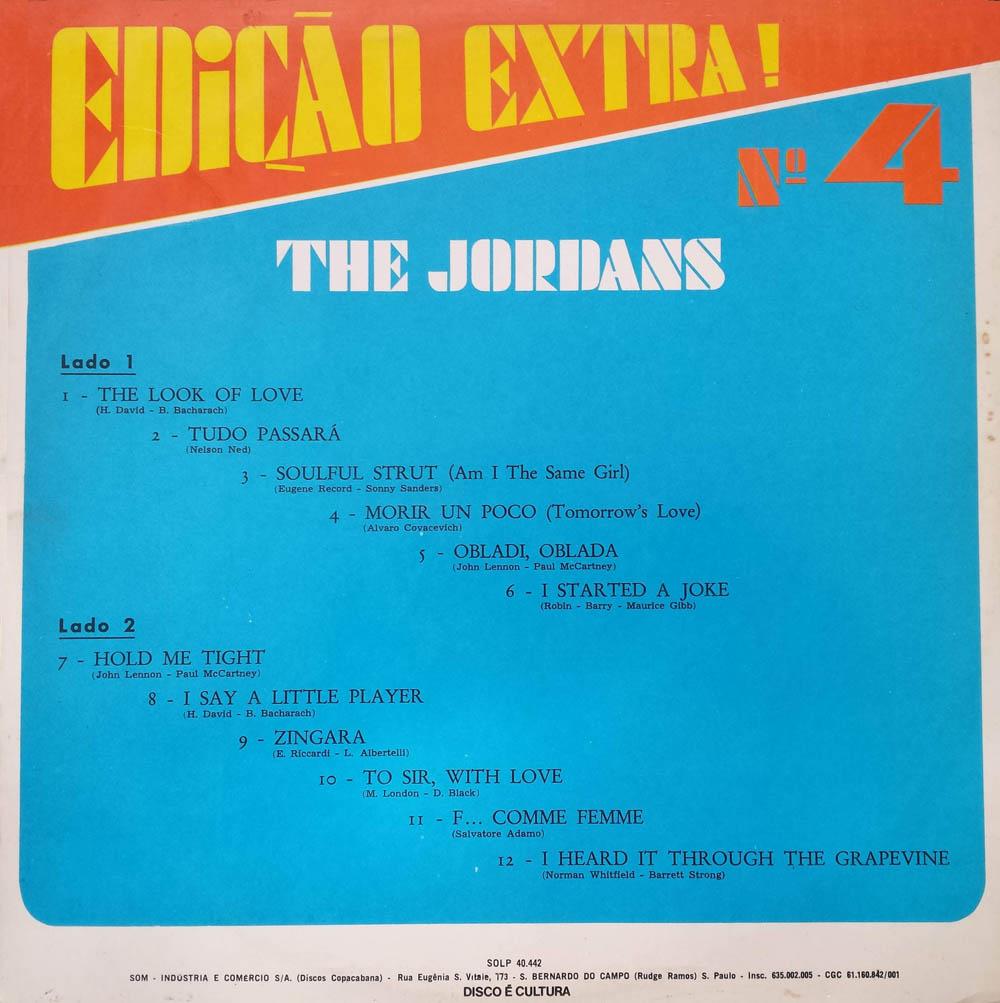 EDIÇÃO EXTRA!
Nº 4
THE JORDANS
Lado 1
1 - THE LOOK OF LOVE
(H. David - B. Bacharach)
2 - TUDO PASSARÁ
(Nelson Ned)
3 - SOULFUL STRUT (Am I The Same Girl)
(Eugene Record - Sonny Sanders)
4 - MORIR UN POCO (Tomorrow's Love)
(Alvaro Covacevich)
5 - OBLADI, OBLADA
(John Lennon - Paul McCartney)
6 - I STARTED A JOKE
(Robin - Barry - Maurice Gibb)
Lado 2
7 - HOLD ME TIGHT
(John Lennon - Paul McCartney)
8 - I SAY A LITTLE PLAYER
(H. David - B. Bacharach)
9 - ZINGARA
(E. Riccardi - L. Albertelli)
10 - TO SIR, WITH LOVE
(M. London - D. Black)
11 - F... COMME FEMME
(Salvatore Adamo)
12 - I HEARD IT THROUGH THE GRAPEVINE
(Norman Whitfield - Barrett Strong)
SOLP 40.442
SOM - INDÚSTRIA E COMÉRCIO S/A. (Discos Copacabana) - Rua Eugênia S. Vitale, 173 - S. BERNARDO DO CAMPO (Rudge Ramos) S. Paulo - Insc. 635.002.005 - CGC 61.160.842/001
DISCO É CULTURA